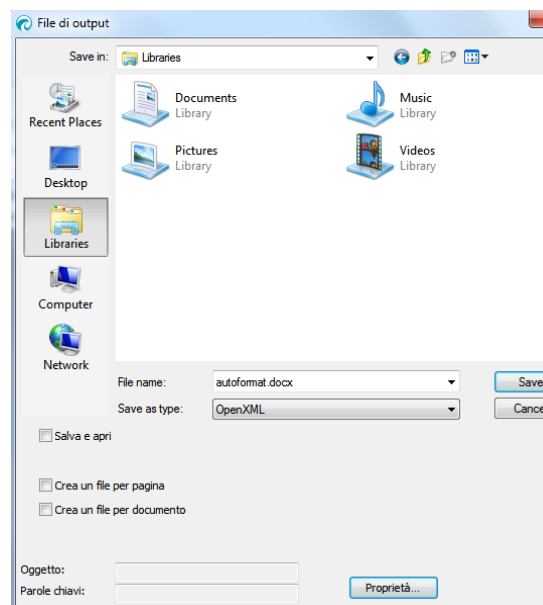 File di output
Save in:
Libraries
Recent Places
Desktop
Libraries
Computer
Network
Documents
Library
Music
Library
Pictures
Library
Videos
Library
File name:
autoformat.docx
Save
Save as type:
OpenXML
Cance
Salva e apri
Crea un file per pagina
Crea un file per documento
Oggetto:
Parole chiavi:
Proprietà...